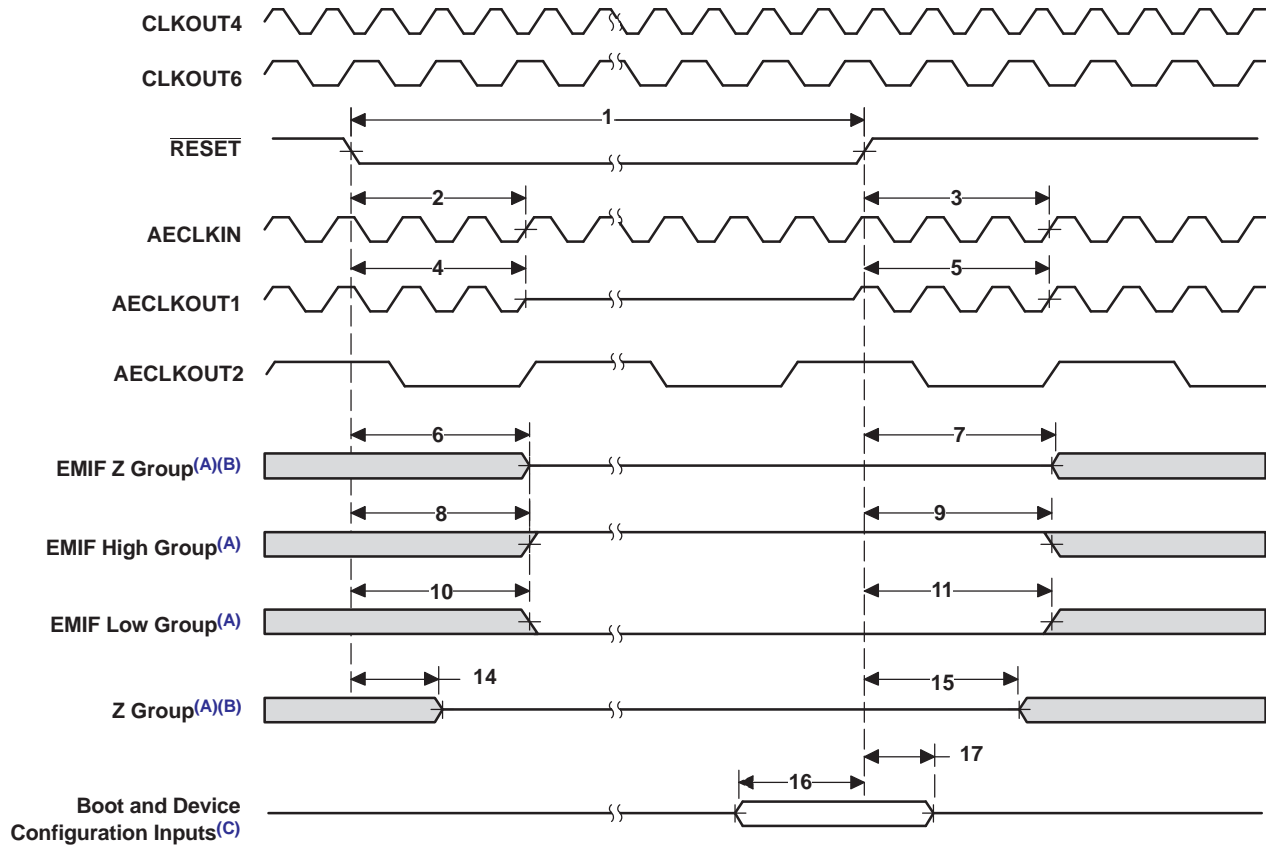 CLKOUT4
CLKOUT6
1
RESET
2
3
AECLKIN
4
5
AECLKOUT1
AECLKOUT2
6
7
EMIF Z Group(A)(B)
8
9
EMIF High Group(A)
10
11
EMIF Low Group(A)
14
15
Z Group(A)(B)
17
16
Boot and Device
Configuration Inputs(C)